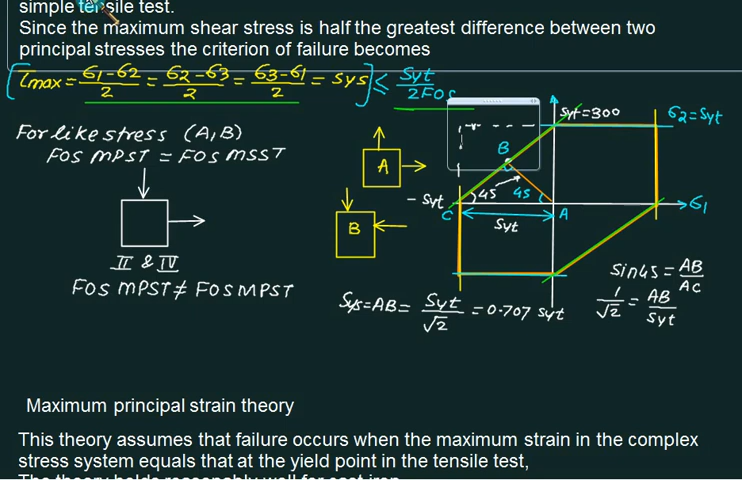 simple tensile test.
Since the maximum shear stress is half the greatest difference between two
principal stresses the criterion of failure becomes
[τmax = (σ1-σ2)/2 = (σ2-σ3)/2 = (σ3-σ1)/2 = Sys] ≤ Syt/2Fos
For like stress (A,B)
FOS MPST = FOS MSST
II & IV
FOS MPST ≠ FOS MPST
A
B
Syt=300
σ2=Syt
B
45
45
- Syt
C
A
σ1
Syt
Sin45 = AB/AC
1/√2 = AB/Syt
Sys=AB= Syt/√2 = 0.707 Syt
Maximum principal strain theory
This theory assumes that failure occurs when the maximum strain in the complex
stress system equals that at the yield point in the tensile test,